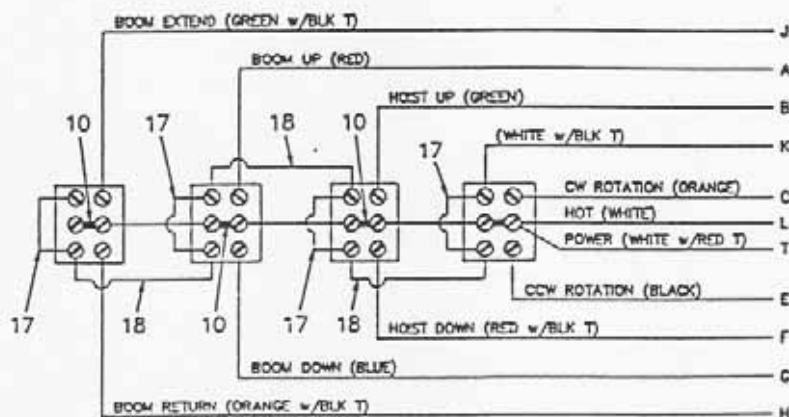 BOOM EXTEND (GREEN w/BLK T) J
BOOM UP (RED) A
HOIST UP (GREEN) B
(WHITE w/BLK T) K
CW ROTATION (ORANGE)
HOT (WHITE) L
POWER (WHITE w/RED T) T
CCW ROTATION (BLACK) E
HOIST DOWN (RED w/BLK T) F
BOOM DOWN (BLUE)
BOOM RETURN (ORANGE w/BLK T) H
10
17
18
10
17
17
18
10
17
18